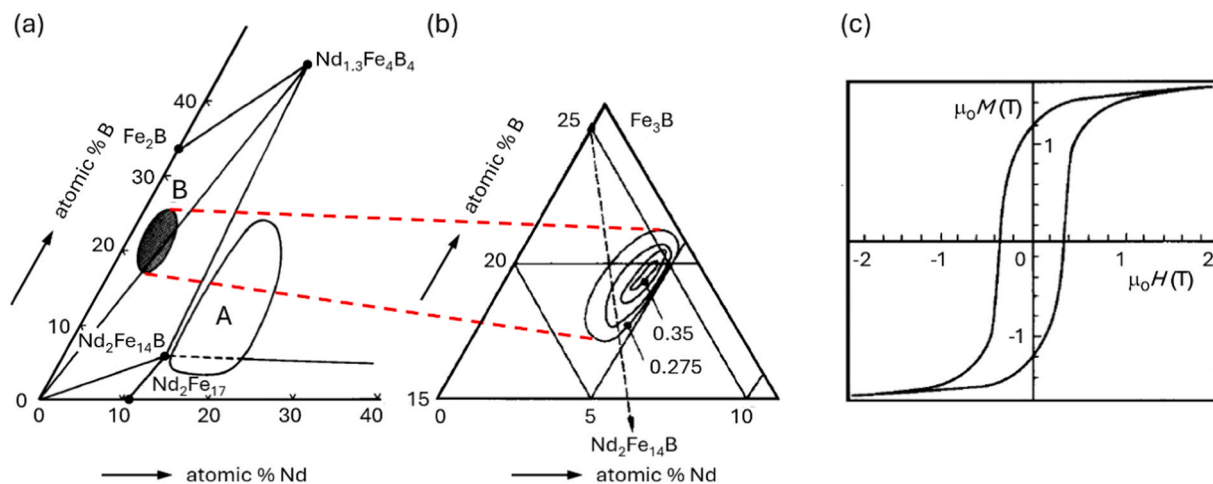 (a)
Nd₁.₃Fe₄B₄
40
Fe₂B
30
B
atomic % B
20
A
10
Nd₂Fe₁₄B
Nd₂Fe₁₇
0
0
10
20
30
40
atomic % Nd
(b)
25
Fe₃B
atomic % B
20
0.35
0.275
15
0
5
10
Nd₂Fe₁₄B
atomic % Nd
(c)
μ₀M (T)
1
-2
-1
0
1
2
μ₀H (T)
-1